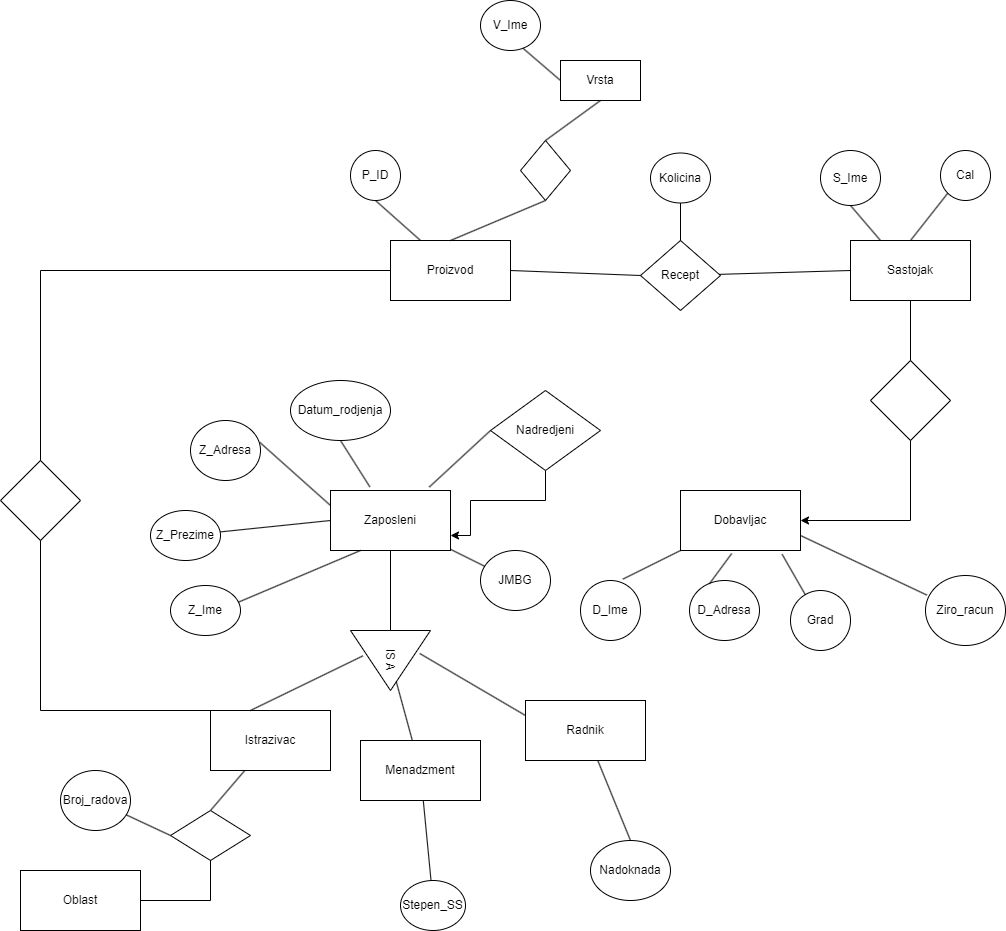 V_Ime
Vrsta
P_ID
Kolicina
S_Ime
Cal
Proizvod
Recept
Sastojak
Datum_rodjenja
Nadredjeni
Z_Adresa
Zaposleni
Dobavljac
Z_Prezime
JMBG
Z_Ime
D_Ime
D_Adresa
Grad
Ziro_racun
IS A
Istrazivac
Menadzment
Radnik
Broj_radova
Nadoknada
Oblast
Stepen_SS